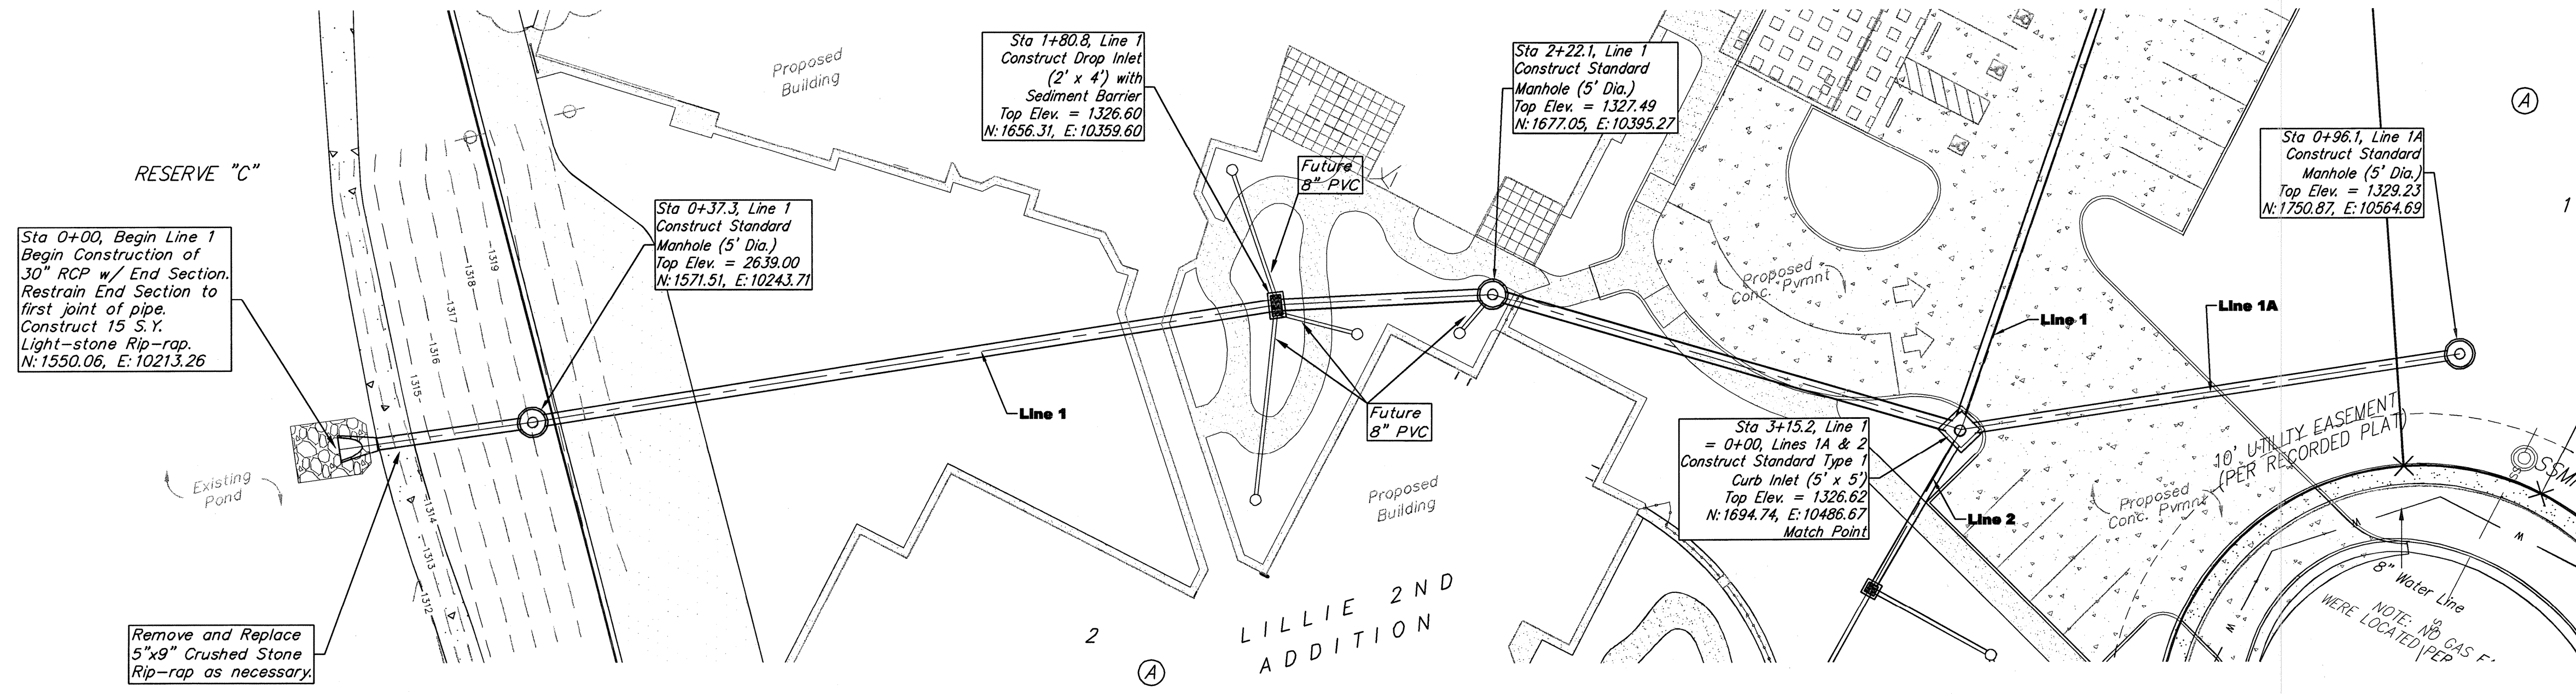 RESERVE "C"
Sta 0+00, Begin Line 1
Begin Construction of
30" RCP w/ End Section.
Restrain End Section to
first joint of pipe.
Construct 15 S.Y.
Light-stone Rip-rap.
N:1550.06, E:10213.26
Existing
Pond
Remove and Replace
5"x9" Crushed Stone
Rip-rap as necessary.
1319
1318
1317
1316
1315
1314
1313
1312
Sta 0+37.3, Line 1
Construct Standard
Manhole (5' Dia.)
Top Elev. = 2639.00
N:1571.51, E:10243.71
Proposed
Building
Line 1
Sta 1+80.8, Line 1
Construct Drop Inlet
(2' x 4') with
Sediment Barrier
Top Elev. = 1326.60
N:1656.31, E:10359.60
Future
8" PVC
Future
8" PVC
Proposed
Building
2
A
LILLIE 2ND
ADDITION
Sta 2+22.1, Line 1
Construct Standard
Manhole (5' Dia.)
Top Elev. = 1327.49
N:1677.05, E:10395.27
Proposed
Conc. Pvmnt
Line 1
Sta 3+15.2, Line 1
= 0+00, Lines 1A & 2
Construct Standard Type 1
Curb Inlet (5' x 5')
Top Elev. = 1326.62
N:1694.74, E:10486.67
Match Point
Line 2
Line 1A
A
Sta 0+96.1, Line 1A
Construct Standard
Manhole (5' Dia.)
Top Elev. = 1329.23
N:1750.87, E:10564.69
1
10' UTILITY EASEMENT
(PER RECORDED PLAT)
Proposed
Conc. Pvmnt
SS
SSM
W
W
W
8" Water Line
SS
NOTE: NO GAS
WERE LOCATED PER